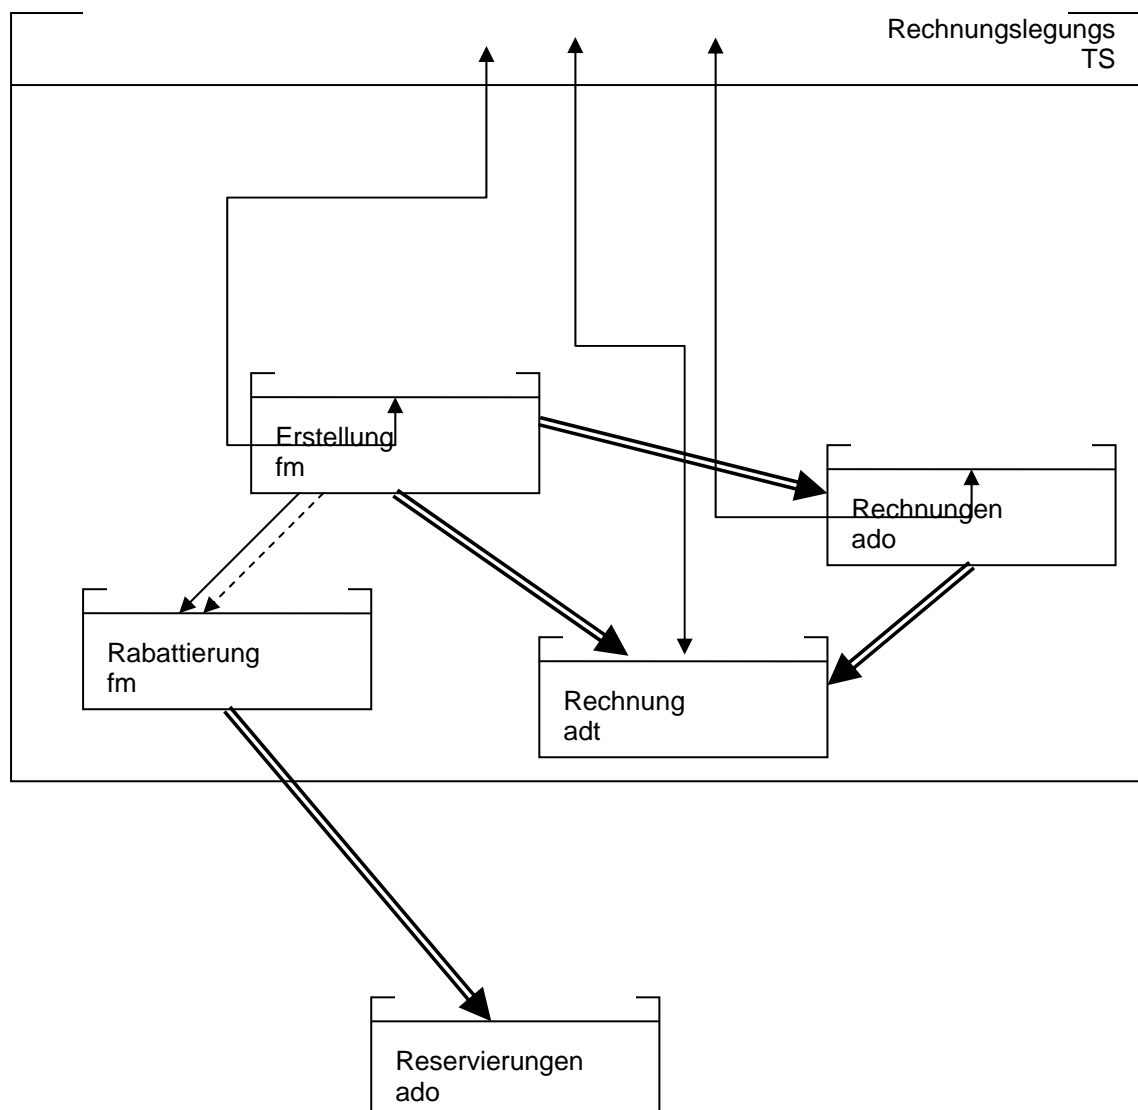 Rechnungslegungs
TS
Erstellung
fm
Rechnungen
ado
Rabattierung
fm
Rechnung
adt
Reservierungen
ado